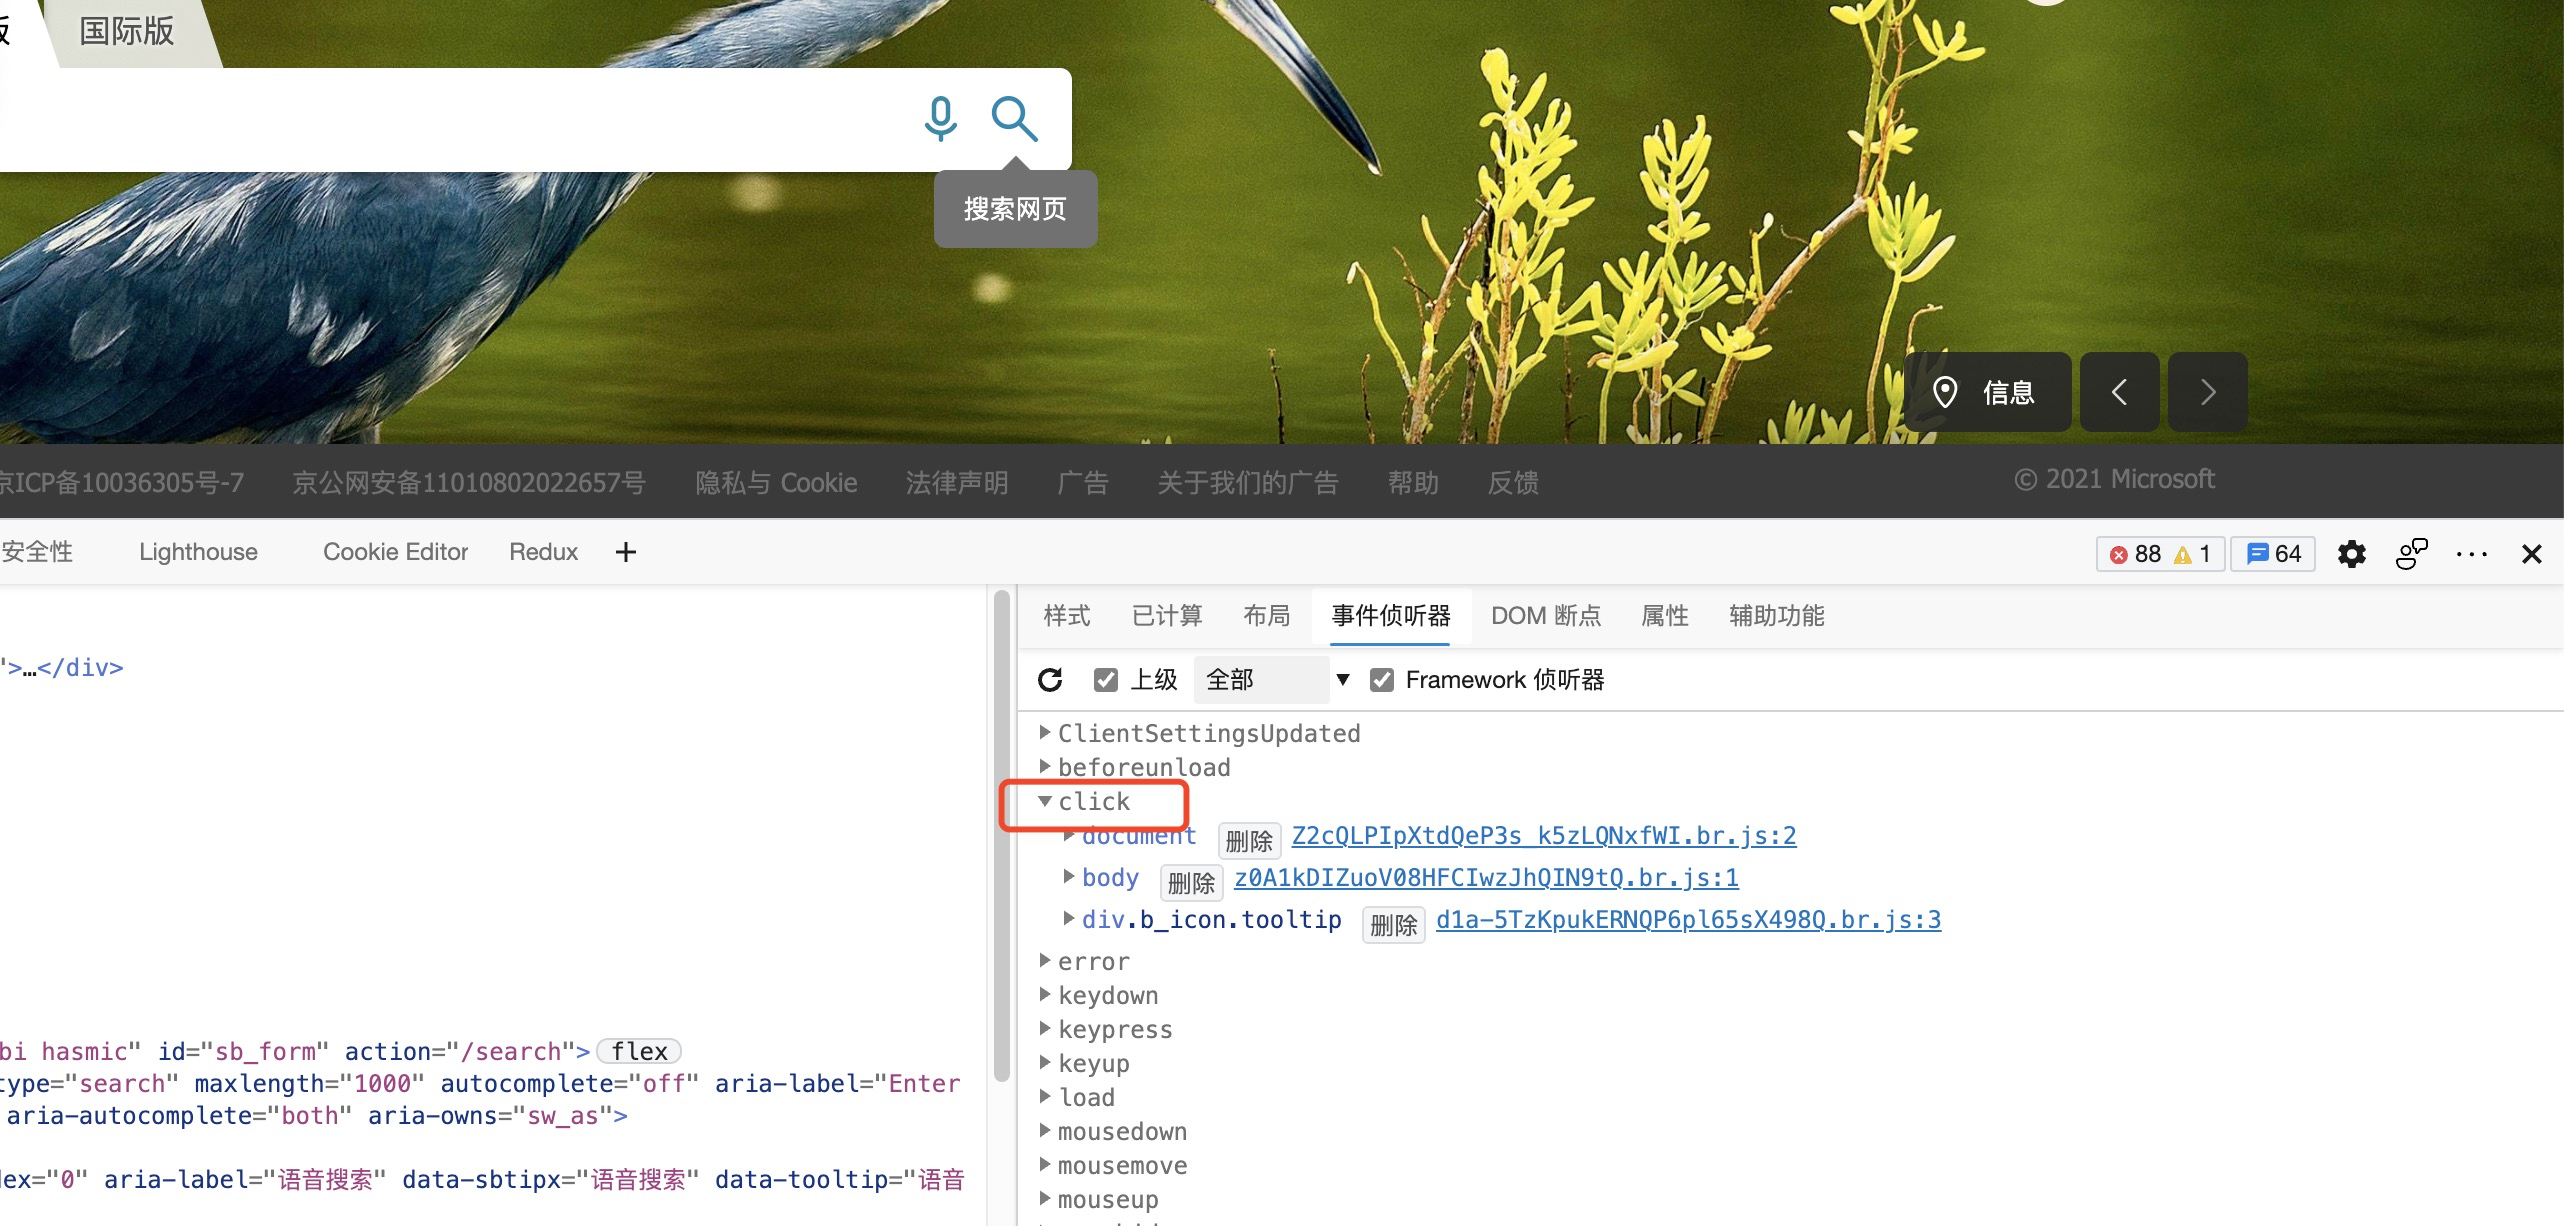 版
国际版
搜索网页
信息
京ICP备10036305号-7 京公网安备11010802022657号 隐私与 Cookie 法律声明 广告 关于我们的广告 帮助 反馈 © 2021 Microsoft
安全性 Lighthouse Cookie Editor Redux + 88 1 64
样式 已计算 布局 事件侦听器 DOM 断点 属性 辅助功能
上级 全部 Framework 侦听器
">…</div>
bi hasmic" id="sb_form" action="/search"> flex
type="search" maxlength="1000" autocomplete="off" aria-label="Enter
aria-autocomplete="both" aria-owns="sw_as">
dex="0" aria-label="语音搜索" data-sbtipx="语音搜索" data-tooltip="语音
ClientSettingsUpdated
beforeunload
click
document 删除 Z2cQLPIpXtdQeP3s_k5zLQNxfWI.br.js:2
body 删除 z0A1kDIZuoV08HFCIwzJhQIN9tQ.br.js:1
div.b_icon.tooltip 删除 d1a-5TzKpukERNQP6pl65sX498Q.br.js:3
error
keydown
keypress
keyup
load
mousedown
mousemove
mouseup